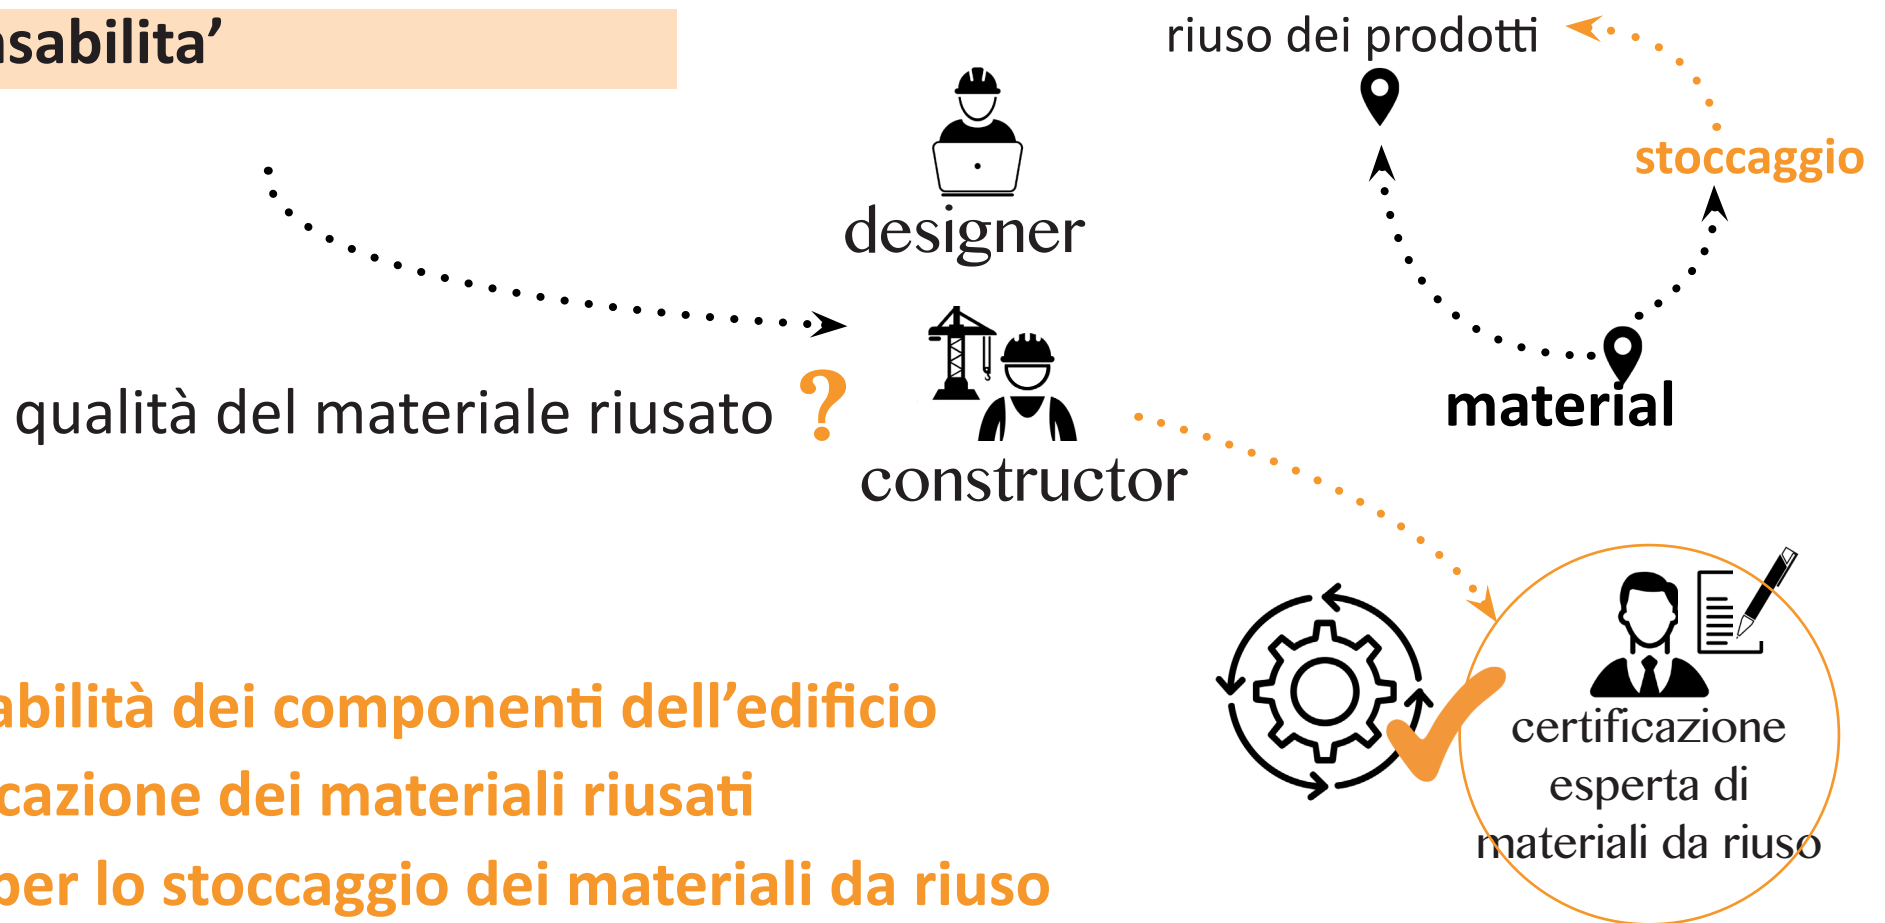 nsabilita’
riuso dei prodotti
stoccaggio
designer
material
qualità del materiale riusato ?
constructor
certificazione
esperta di
materiali da riuso
abilità dei componenti dell’edificio
cazione dei materiali riusati
per lo stoccaggio dei materiali da riuso